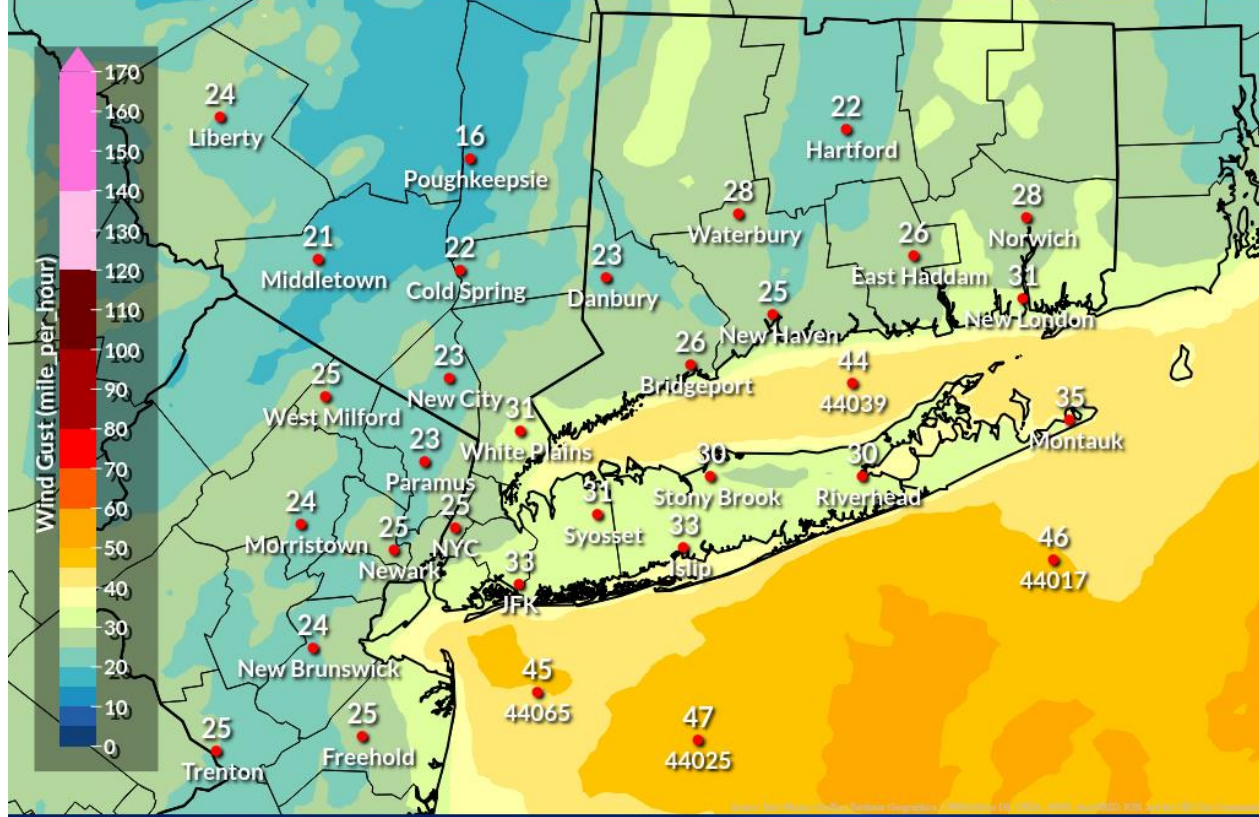 Wind Gust (mile_per_hour)
170
160
150
140
130
120
110
100
90
80
70
60
50
40
30
20
10
0
24
Liberty
16
Poughkeepsie
22
Hartford
28
Waterbury
28
Norwich
21
Middletown
22
Cold Spring
23
Danbury
26
East Haddam
25
New Haven
31
New London
26
Bridgeport
44
44039
35
Montauk
25
West Milford
23
New City
31
White Plains
23
Paramus
30
Stony Brook
30
Riverhead
24
Morristown
25
Newark
25
NYC
31
Syosset
33
Islip
33
JFK
46
44017
24
New Brunswick
45
44065
47
44025
25
Trenton
25
Freehold